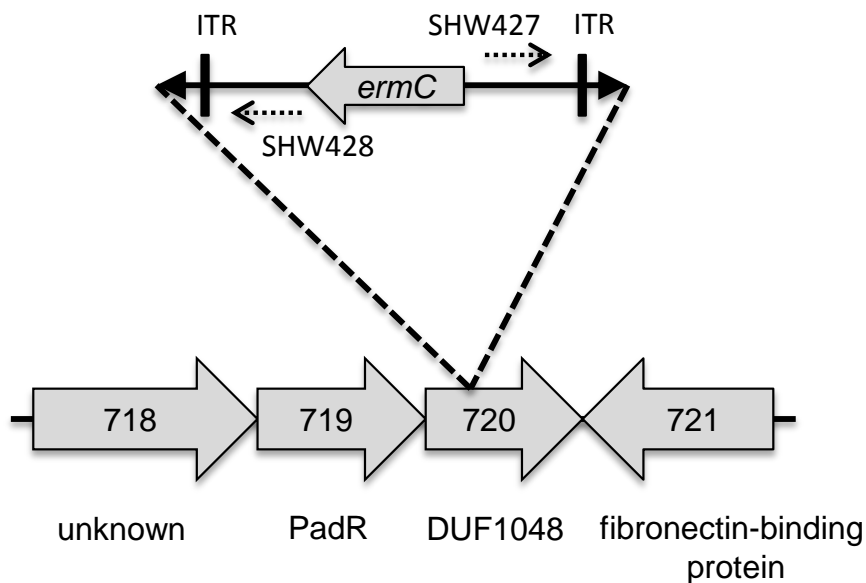 SHW427
ITR
ITR
ermC
SHW428
718
719
720
721
unknown
PadR
DUF1048
fibronectin-binding
protein